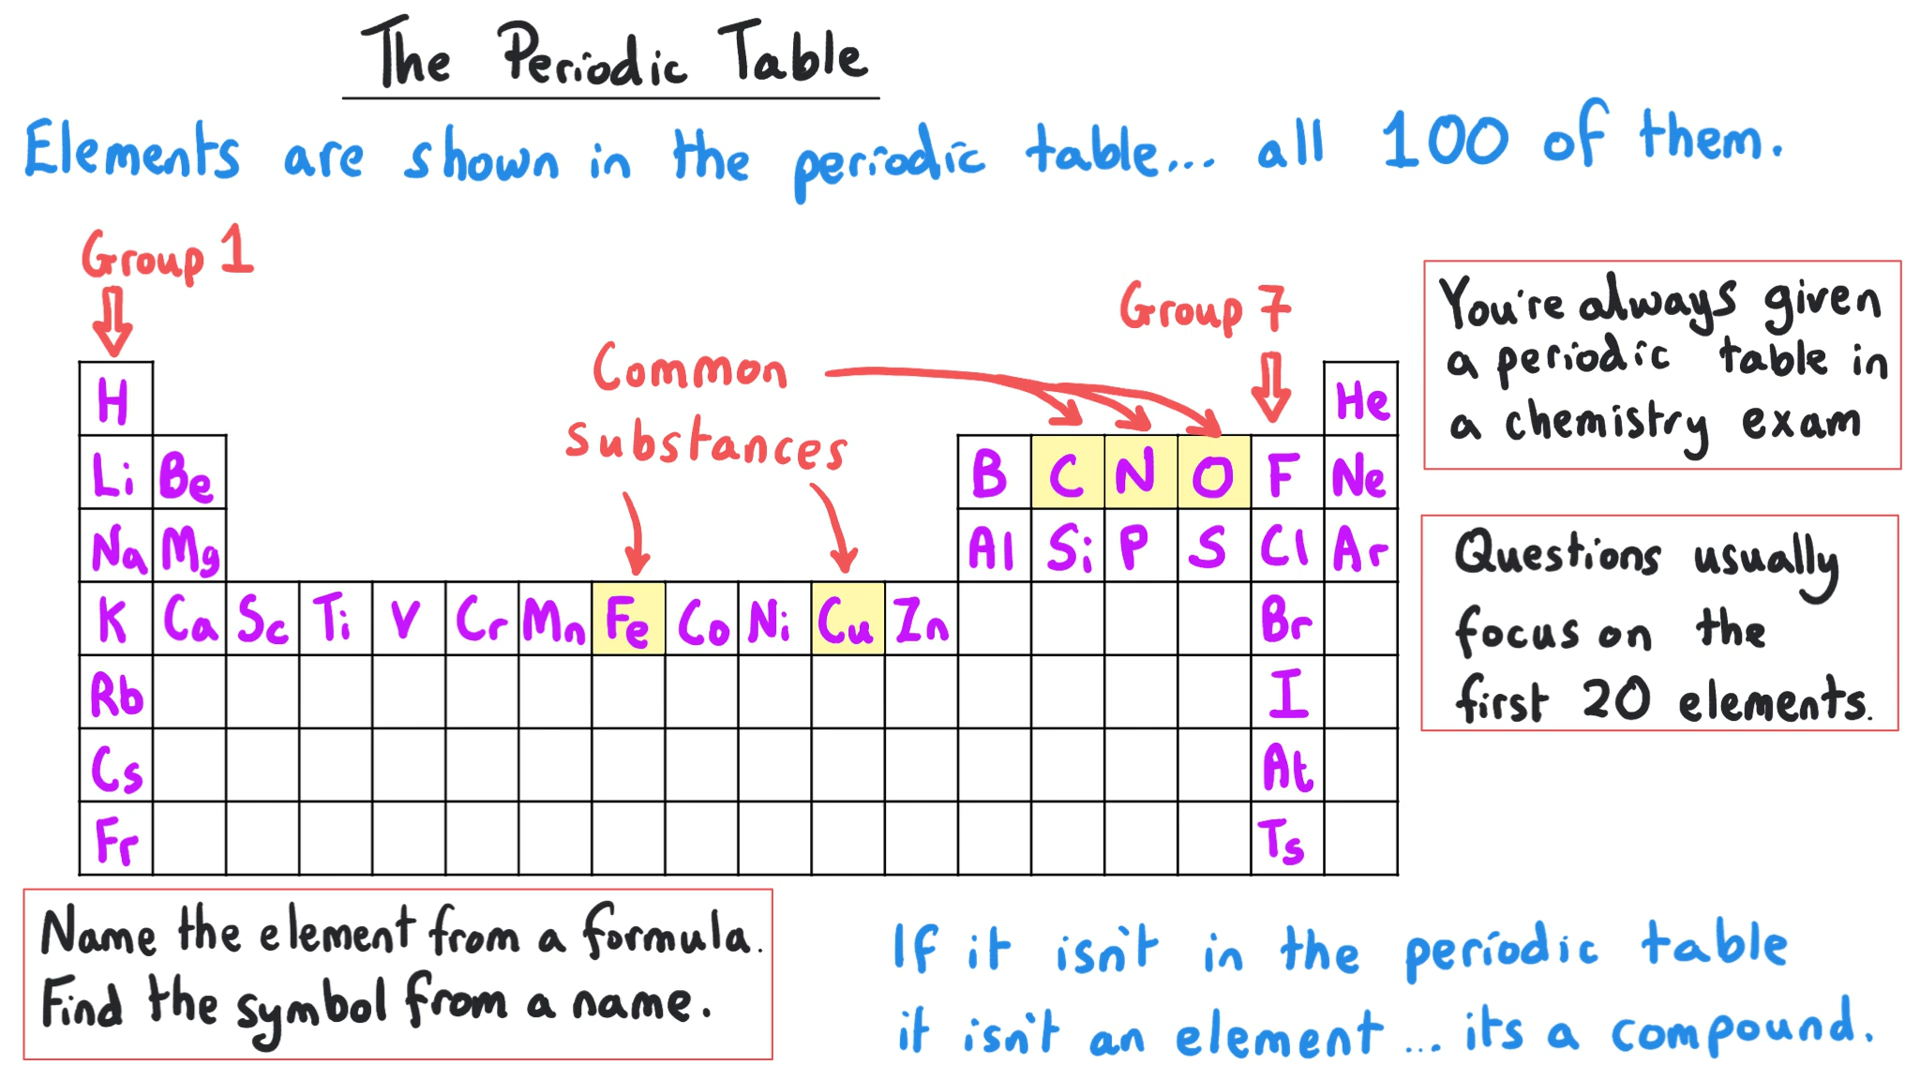 The Periodic Table
Elements are shown in the periodic table... all 100 of them.
Group 1
Group 7
Common
substances
You're always given
a periodic table in
a chemistry exam
H He
Li Be B C N O F Ne
Na Mg Al Si P S Cl Ar
K Ca Sc Ti V Cr Mn Fe Co Ni Cu Zn Br
Rb I
Cs At
Fr Ts
Questions usually
focus on the
first 20 elements.
Name the element from a formula.
Find the symbol from a name.
If it isn't in the periodic table
it isn't an element... its a compound.